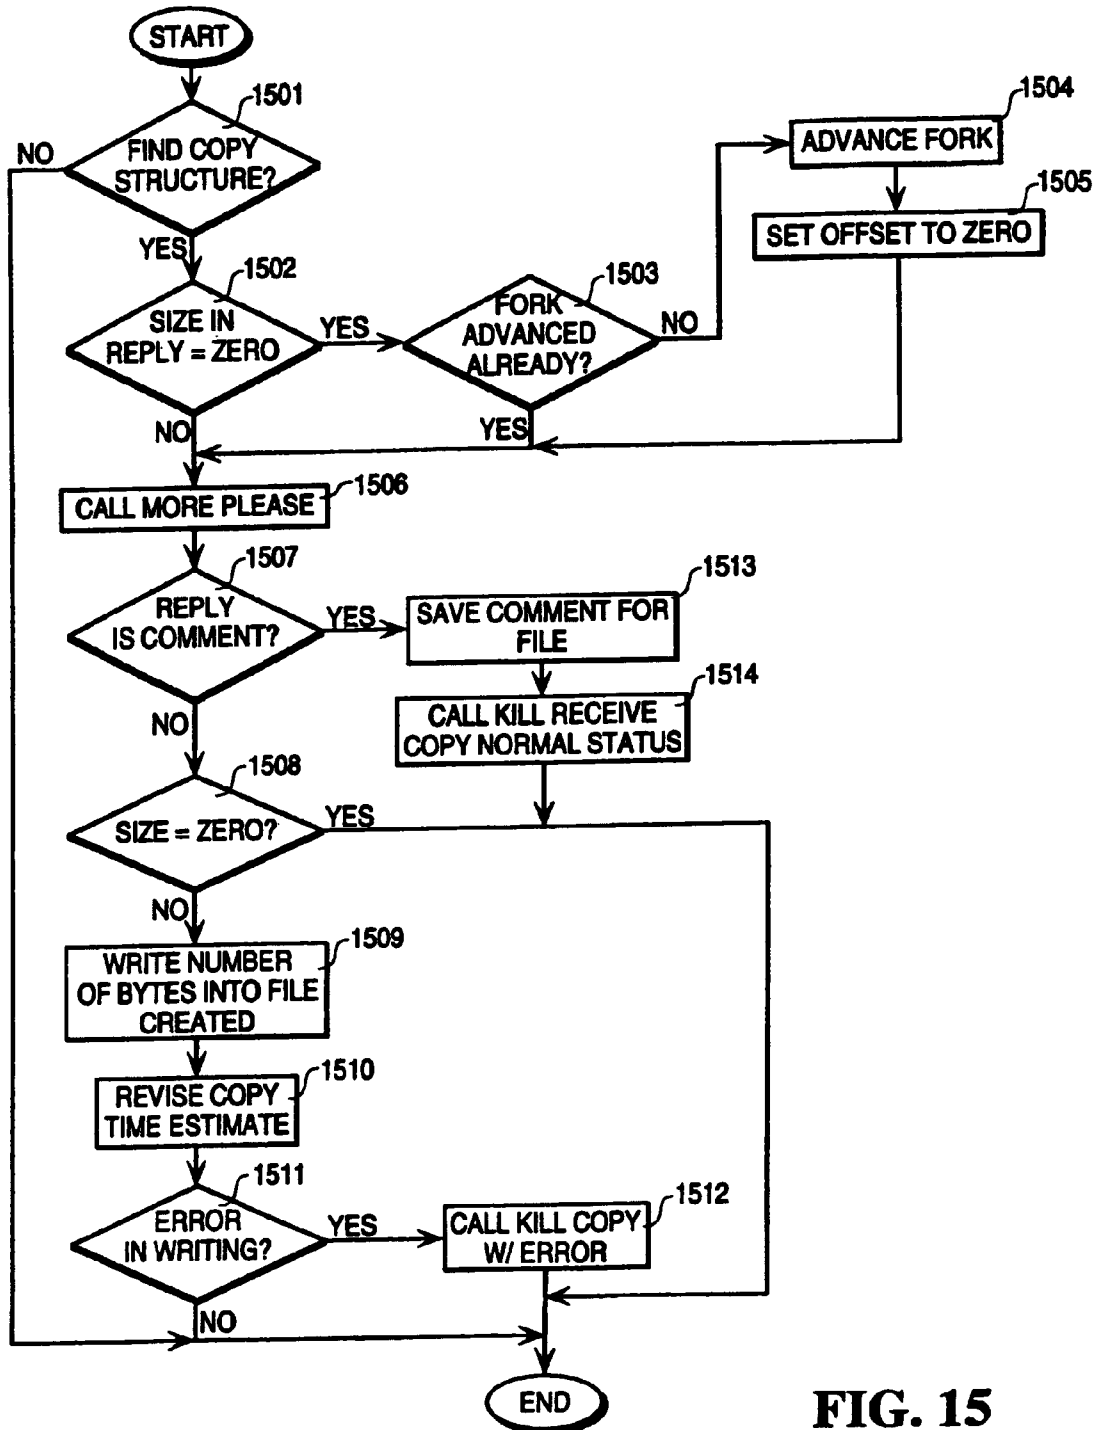 START
1501
FIND COPY
STRUCTURE?
NO
YES
1502
SIZE IN
REPLY = ZERO
YES
NO
1503
FORK
ADVANCED
ALREADY?
NO
YES
1504
ADVANCE FORK
1505
SET OFFSET TO ZERO
1506
CALL MORE PLEASE
1507
REPLY
IS COMMENT?
YES
NO
1513
SAVE COMMENT FOR
FILE
1514
CALL KILL RECEIVE
COPY NORMAL STATUS
1508
SIZE = ZERO?
YES
NO
1509
WRITE NUMBER
OF BYTES INTO FILE
CREATED
1510
REVISE COPY
TIME ESTIMATE
1511
ERROR
IN WRITING?
YES
NO
1512
CALL KILL COPY
W/ ERROR
END
FIG. 15